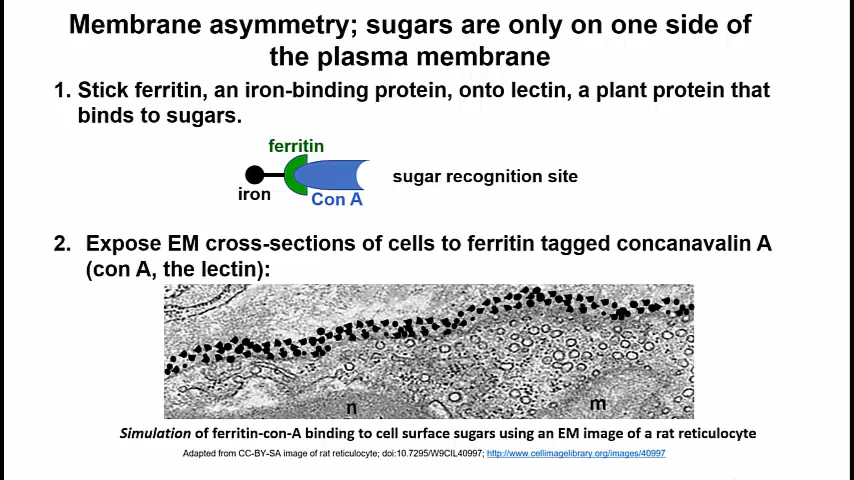 Membrane asymmetry; sugars are only on one side of
the plasma membrane
1. Stick ferritin, an iron-binding protein, onto lectin, a plant protein that
binds to sugars.
ferritin
sugar recognition site
iron
Con A
2. Expose EM cross-sections of cells to ferritin tagged concanavalin A
(con A, the lectin):
n
m
Simulation of ferritin-con-A binding to cell surface sugars using an EM image of a rat reticulocyte
Adapted from CC-BY-SA image of rat reticulocyte; doi:10.7295/W9CIL40997; http://www.cellimagelibrary.org/images/40997